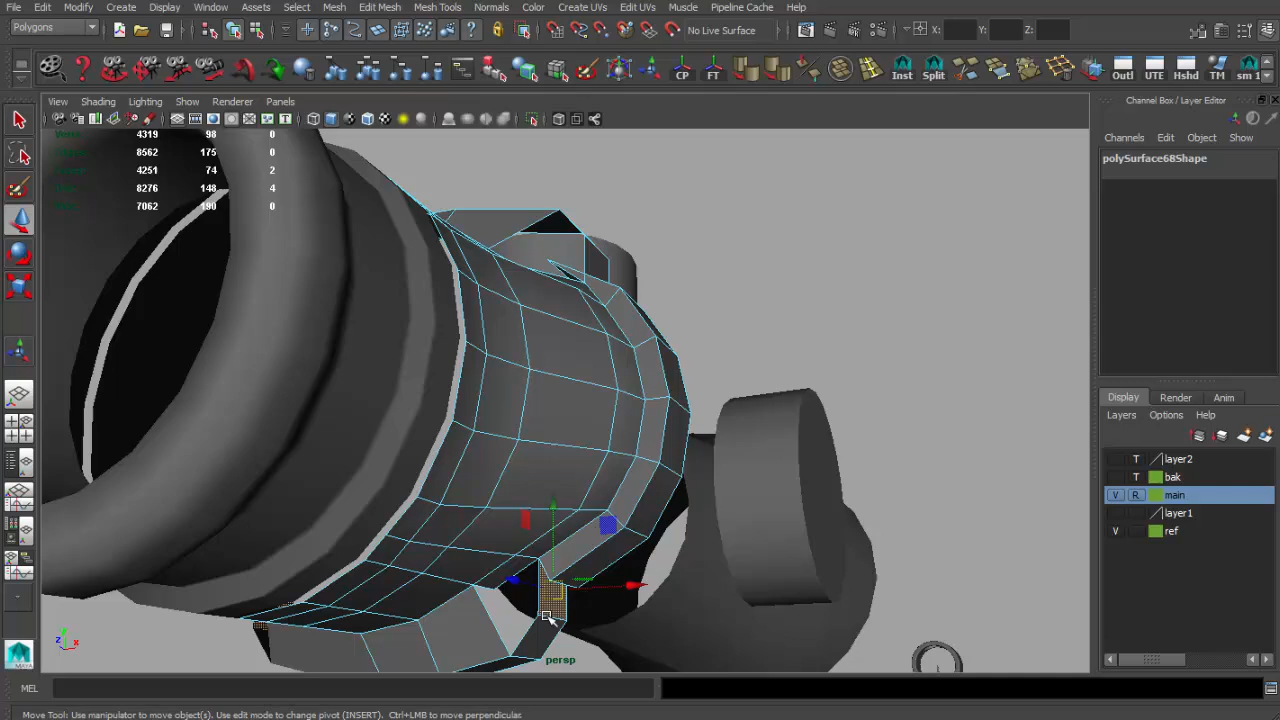 File Edit Modify Create Display Window Assets Select Mesh Edit Mesh Mesh Tools Normals Color Create UVs Edit UVs Muscle Pipeline Cache Help
Polygons No Live Surface X: Y: Z:
CP FT Inst Split Outl UTE Hshd TM sm 1
View Shading Lighting Show Renderer Panels
Channel Box / Layer Editor
Channels Edit Object Show
polySurface68Shape
Verts: 4319 98 0
8562 175 0
4251 74 2
8276 148 4
7062 190 0
Display Render Anim
Layers Options Help
T layer2
T bak
V R main
layer1
V ref
y
z x
persp
MAYA
MEL
Move Tool: Use manipulator to move object(s). Use edit mode to change pivot (INSERT). Ctrl+LMB to move perpendicular.